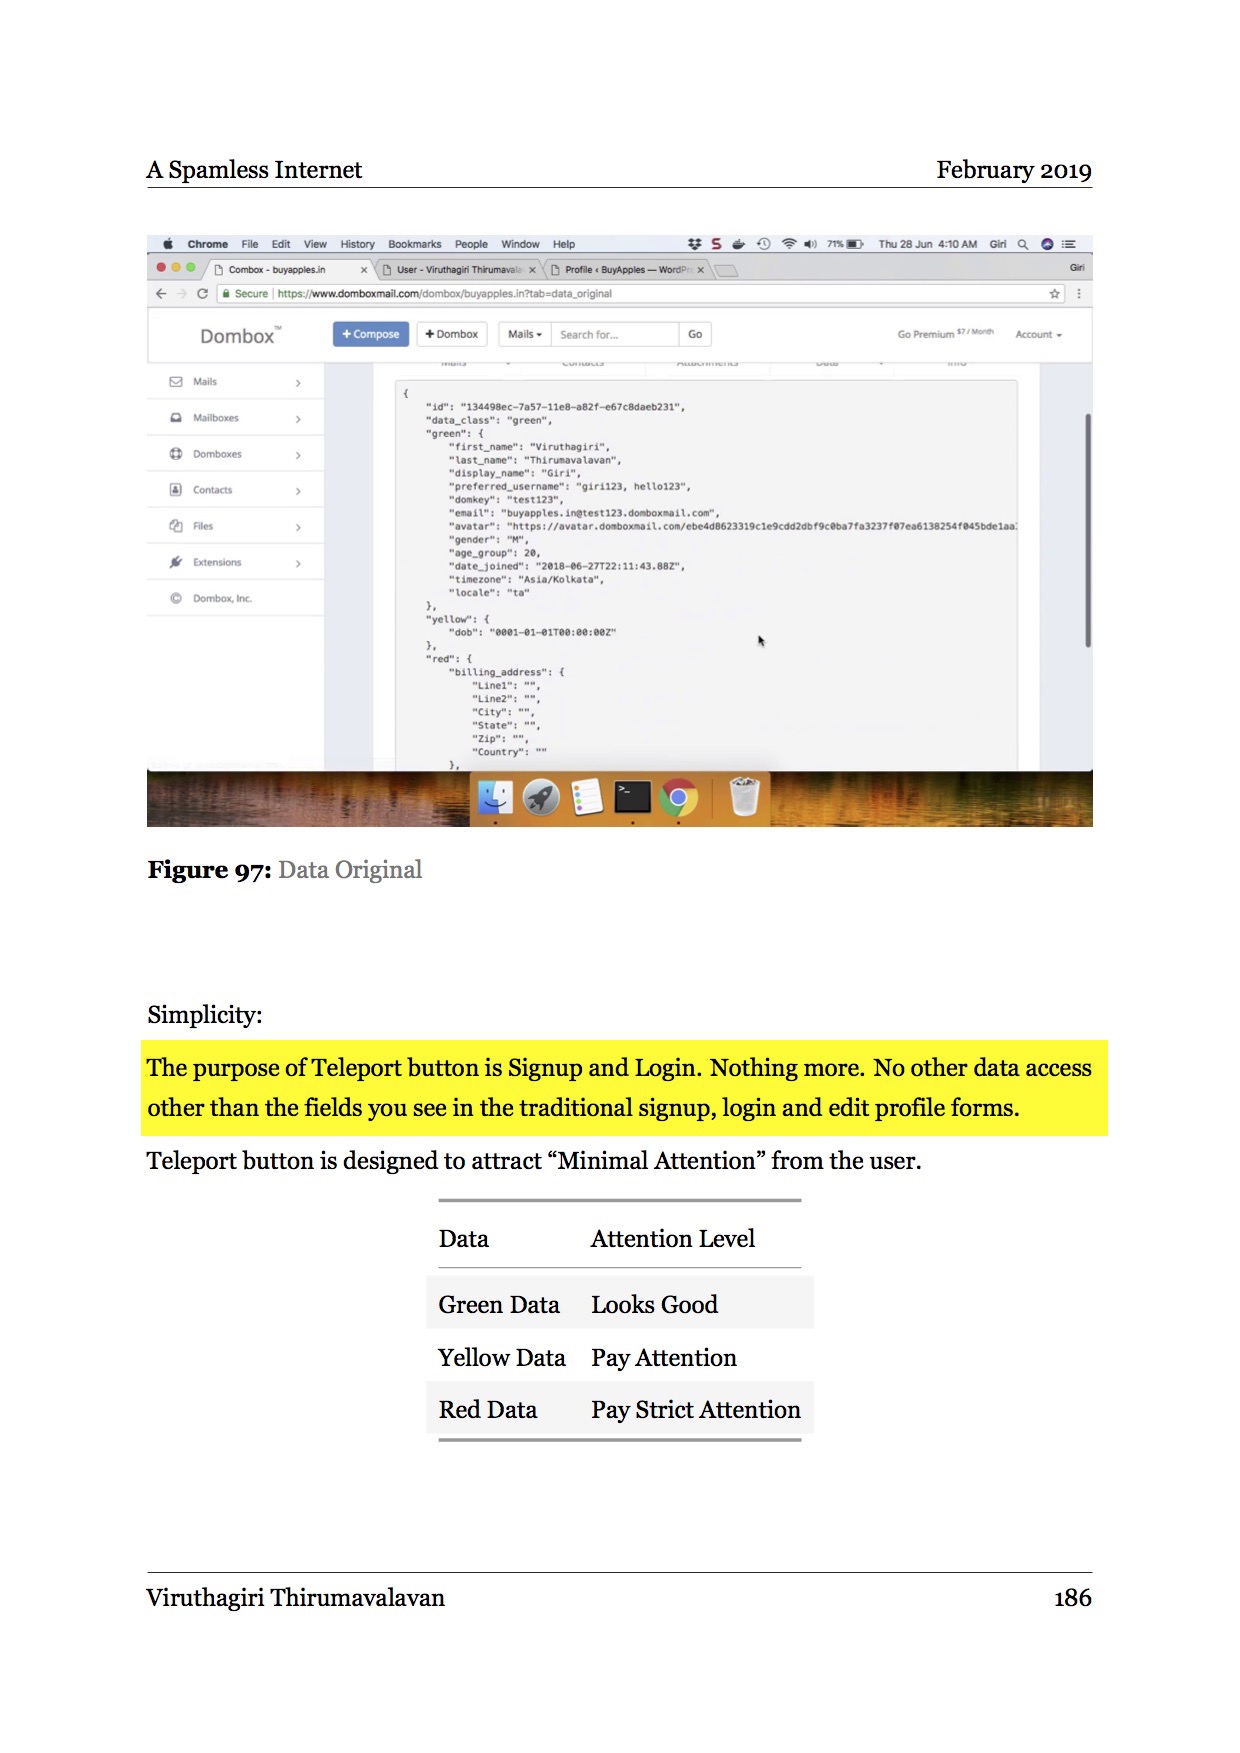 A Spamless Internet February 2019
Chrome File Edit View History Bookmarks People Window Help 71% Thu 28 Jun 4:10 AM Giri
Combox - buyapples.in × User - Viruthagiri Thirumavala × Profile ‹ BuyApples — WordPr × Giri
Secure | https://www.domboxmail.com/dombox/buyapples.in?tab=data_original
Dombox™ + Compose + Dombox Mails Search for... Go Go Premium $7 / Month Account
Mails Contacts Attachments Data Info
Mails
Mailboxes
Domboxes
Contacts
Files
Extensions
Dombox, Inc.
{
"id": "134498ec-7a57-11e8-a82f-e67c8daeb231",
"data_class": "green",
"green": {
"first_name": "Viruthagiri",
"last_name": "Thirumavalavan",
"display_name": "Giri",
"preferred_username": "giri123, hello123",
"domkey": "test123",
"email": "buyapples.in@test123.domboxmail.com",
"avatar": "https://avatar.domboxmail.com/ebe4d8623319c1e9cdd2dbf9c0ba7fa3237f07ea6138254f045bde1aa
"gender": "M",
"age_group": 20,
"date_joined": "2018-06-27T22:11:43.88Z",
"timezone": "Asia/Kolkata",
"locale": "ta"
},
"yellow": {
"dob": "0001-01-01T00:00:00Z"
},
"red": {
"billing_address": {
"Line1": "",
"Line2": "",
"City": "",
"State": "",
"Zip": "",
"Country": ""
},
Figure 97: Data Original
Simplicity:
The purpose of Teleport button is Signup and Login. Nothing more. No other data access
other than the fields you see in the traditional signup, login and edit profile forms.
Teleport button is designed to attract “Minimal Attention” from the user.
Data Attention Level
Green Data Looks Good
Yellow Data Pay Attention
Red Data Pay Strict Attention
Viruthagiri Thirumavalavan 186